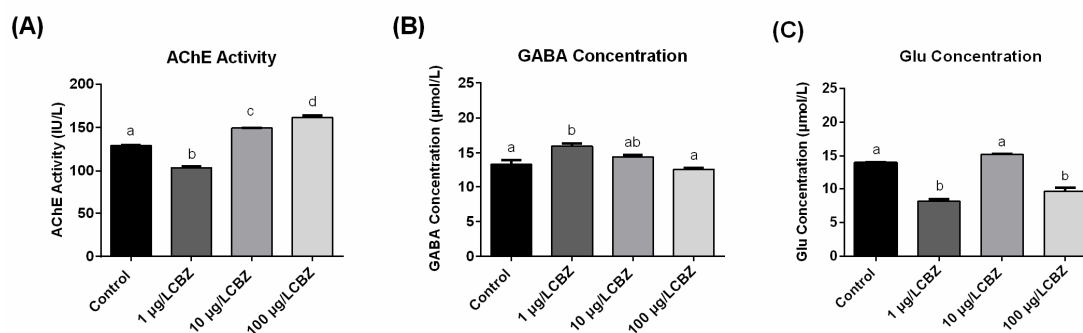 (A)
AChE Activity
AChE Activity (IU/L)
200
150
100
50
0
a
b
c
d
Control
1 µg/LCBZ
10 µg/LCBZ
100 µg/LCBZ
(B)
GABA Concentration
GABA Concentration (µmol/L)
25
20
15
10
5
0
a
b
ab
a
Control
1 µg/LCBZ
10 µg/LCBZ
100 µg/LCBZ
(C)
Glu Concentration
Glu Concentration (µmol/L)
25
20
15
10
5
0
a
b
a
b
Control
1 µg/LCBZ
10 µg/LCBZ
100 µg/LCBZ